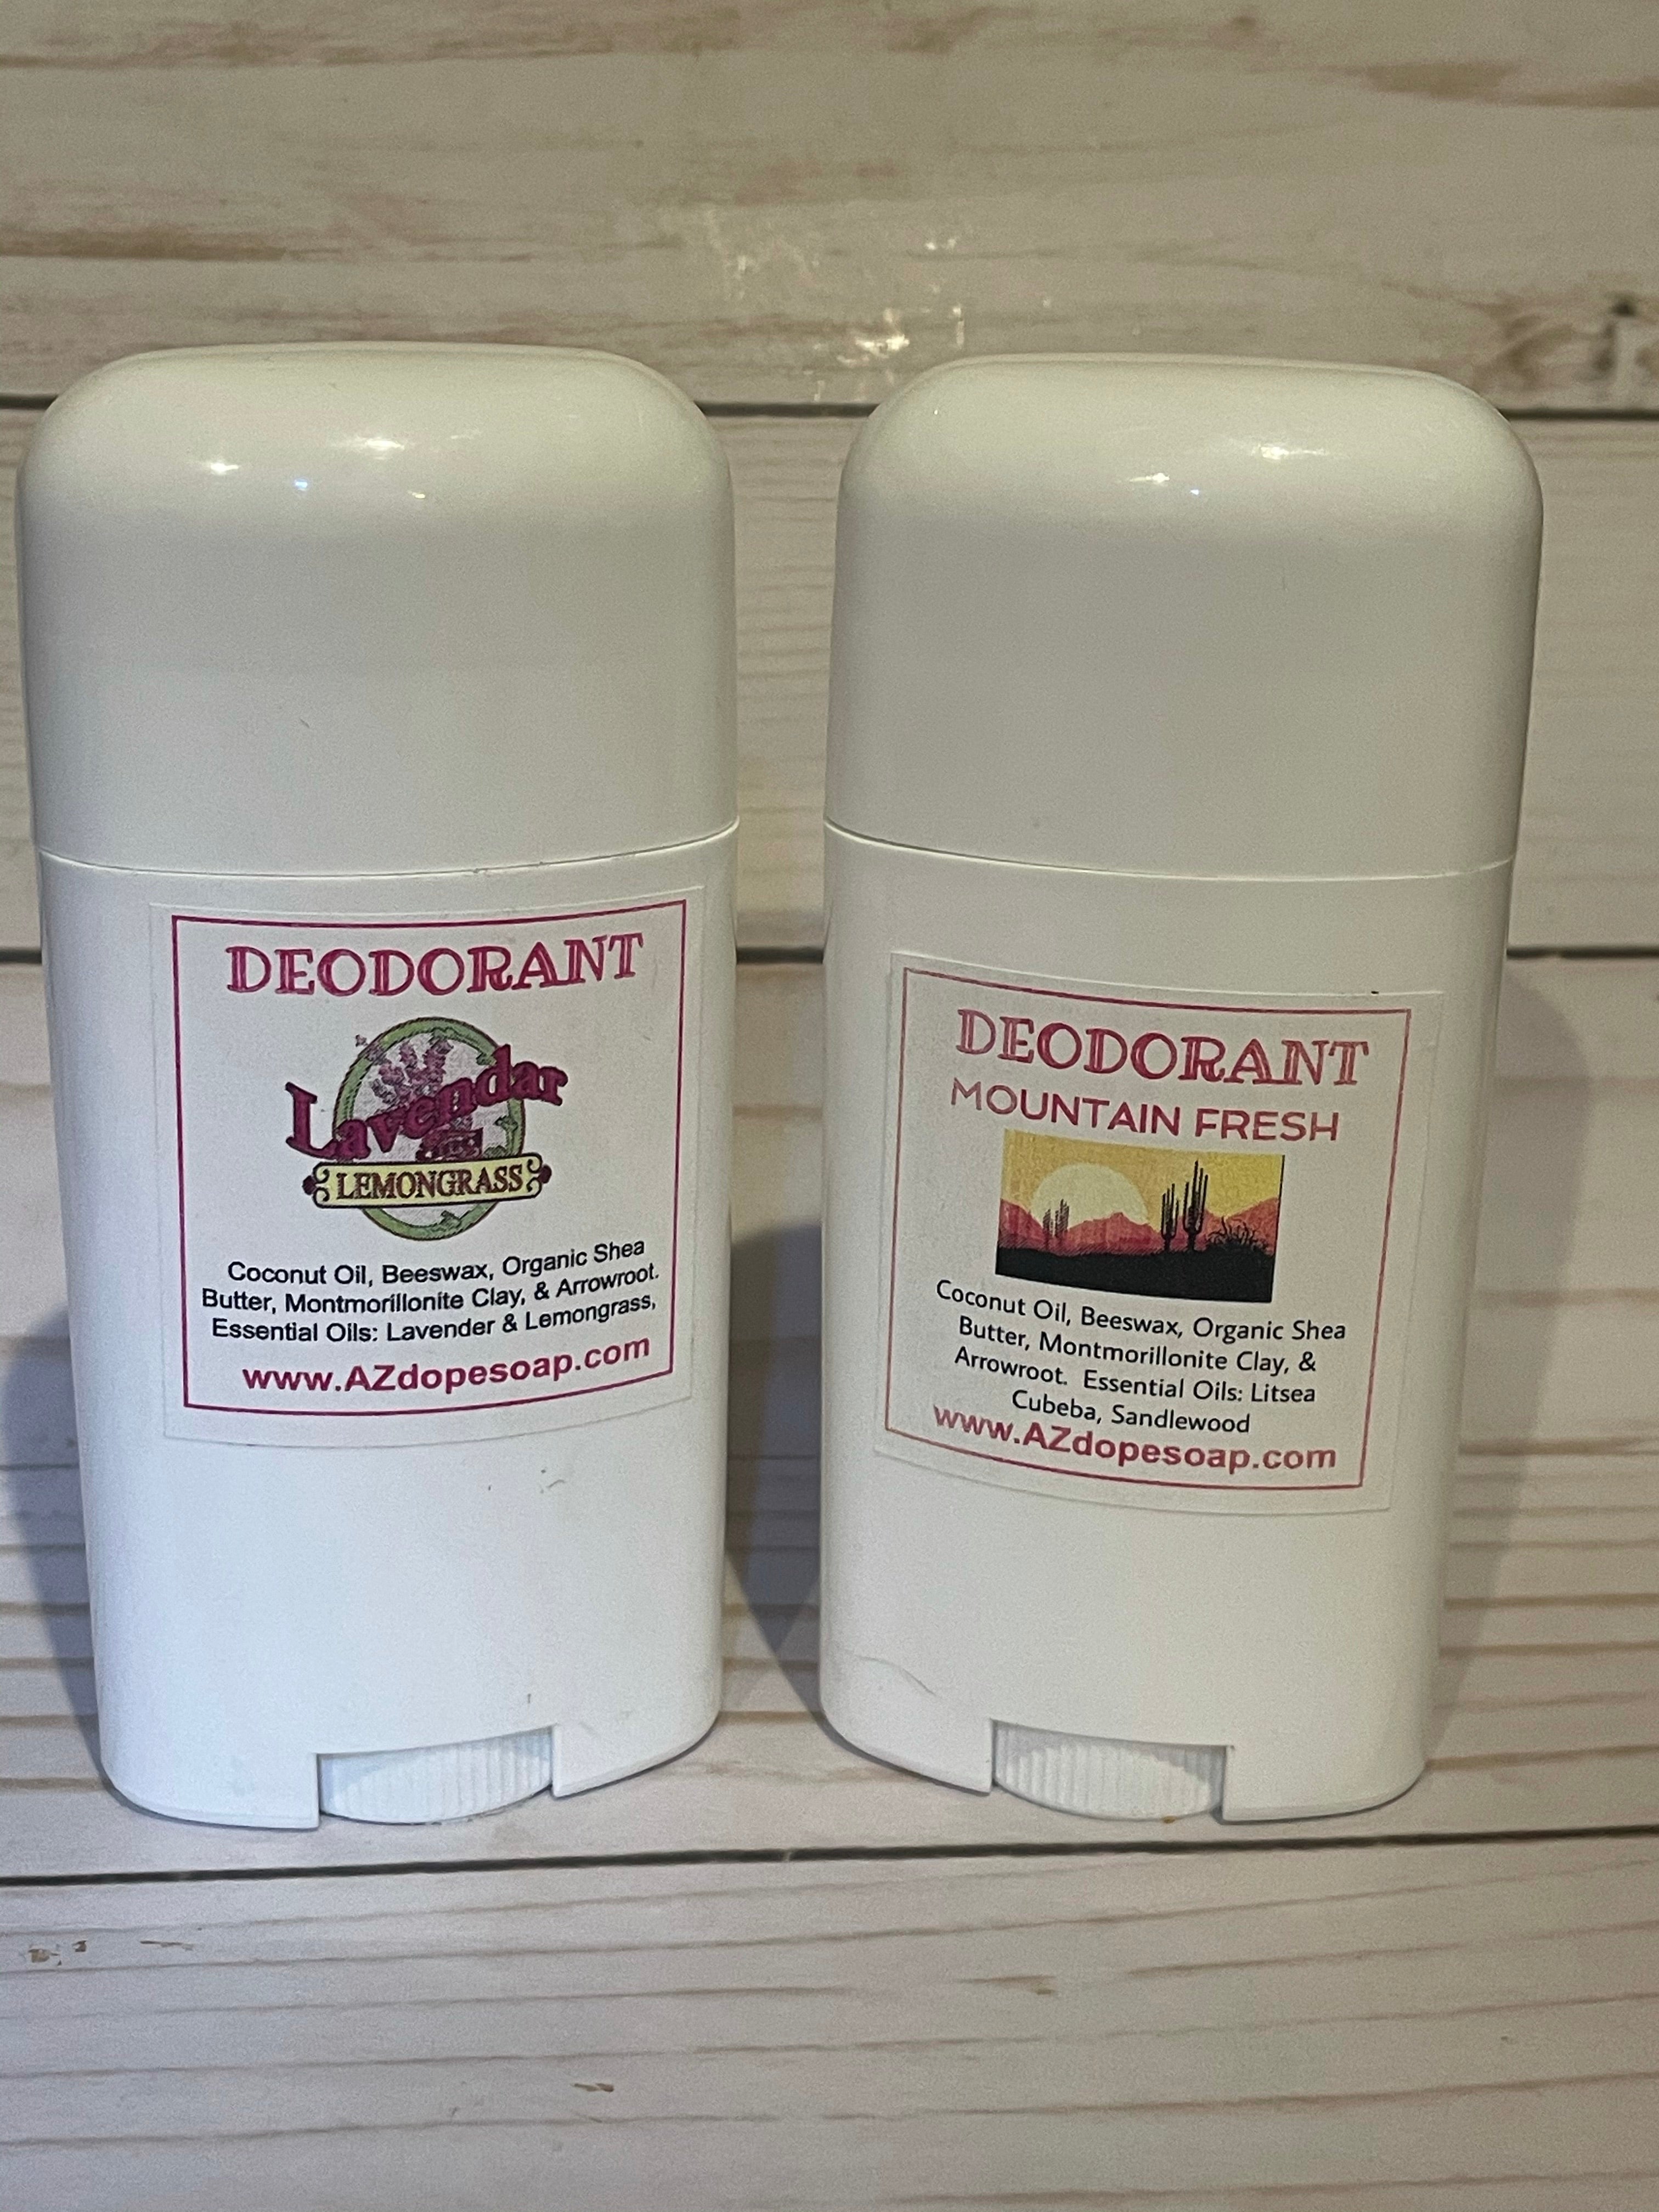 DEODORANT
Lavendar
LEMONGRASS
Coconut Oil, Beeswax, Organic Shea
Butter, Montmorillonite Clay, & Arrowroot.
Essential Oils: Lavender & Lemongrass,
www.AZdopesoap.com
DEODORANT
MOUNTAIN FRESH
Coconut Oil, Beeswax, Organic Shea
Butter, Montmorillonite Clay, &
Arrowroot. Essential Oils: Litsea
Cubeba, Sandlewood
www.AZdopesoap.com